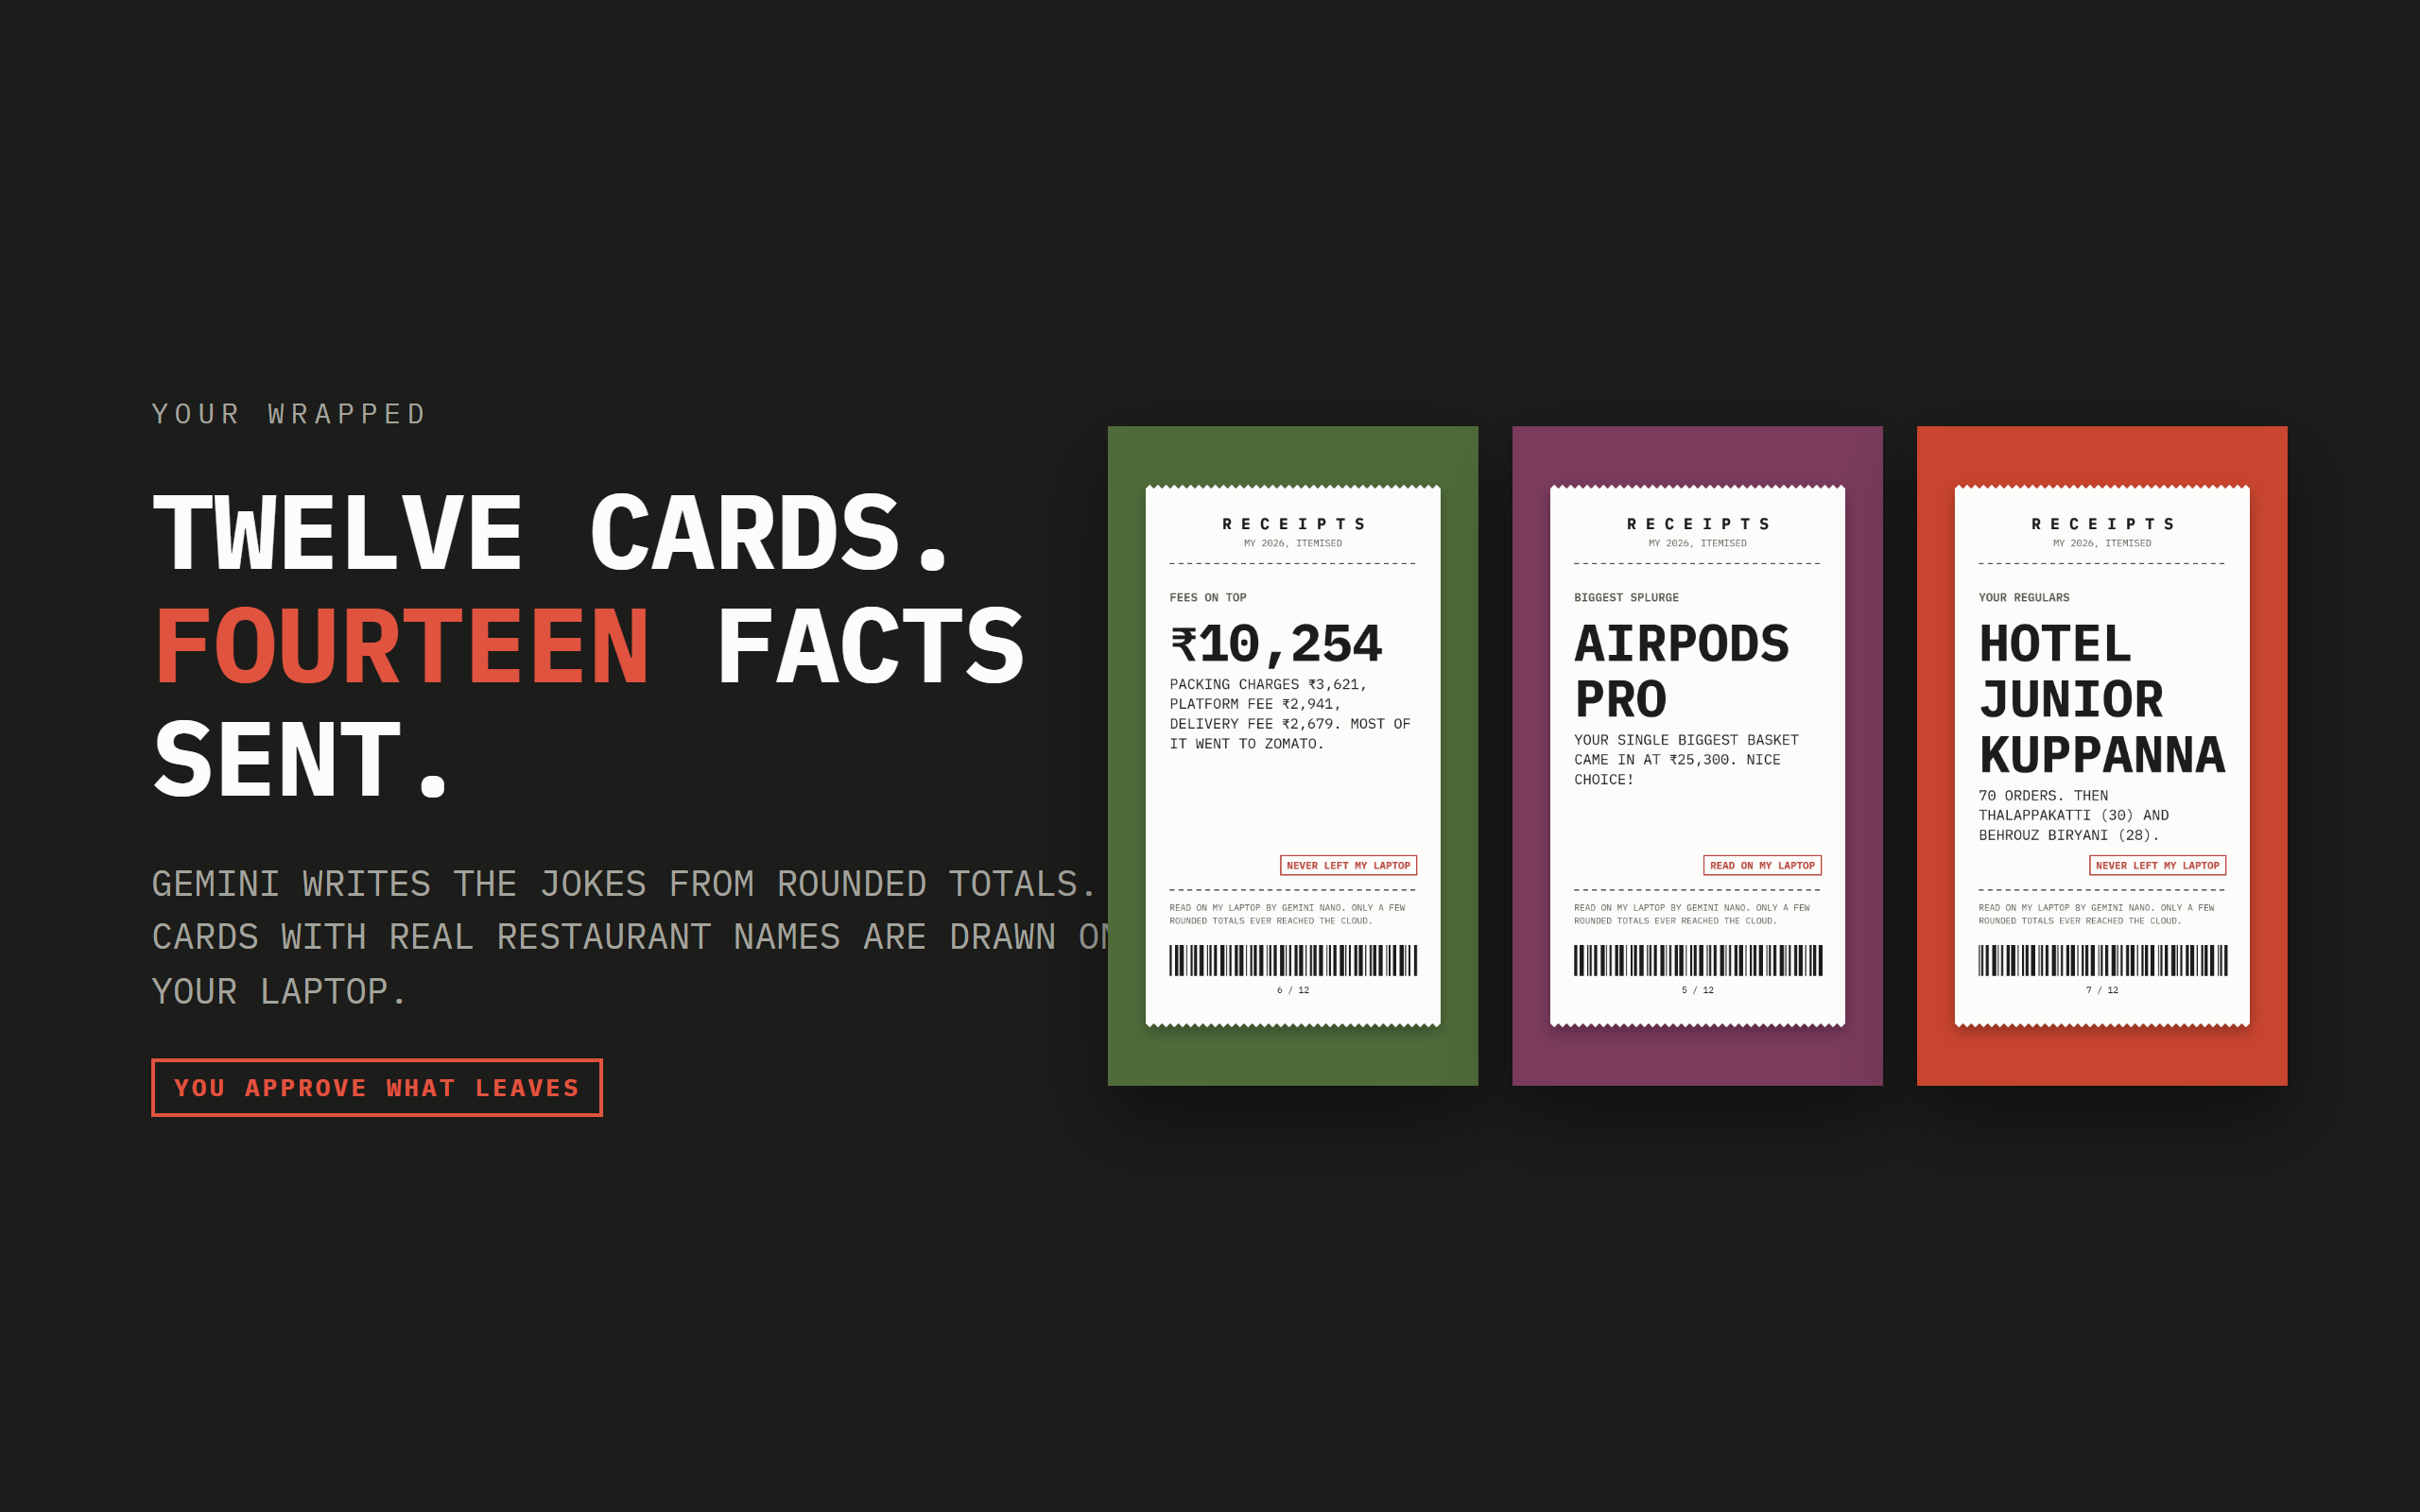 YOUR WRAPPED
TWELVE CARDS.
FOURTEEN FACTS
SENT.
GEMINI WRITES THE JOKES FROM ROUNDED TOTALS.
CARDS WITH REAL RESTAURANT NAMES ARE DRAWN ON
YOUR LAPTOP.
YOU APPROVE WHAT LEAVES
RECEIPTS
MY 2026, ITEMISED
FEES ON TOP
₹10,254
PACKING CHARGES ₹3,621,
PLATFORM FEE ₹2,941,
DELIVERY FEE ₹2,679. MOST OF
IT WENT TO ZOMATO.
NEVER LEFT MY LAPTOP
READ ON MY LAPTOP BY GEMINI NANO. ONLY A FEW
ROUNDED TOTALS EVER REACHED THE CLOUD.
6 / 12
RECEIPTS
MY 2026, ITEMISED
BIGGEST SPLURGE
AIRPODS
PRO
YOUR SINGLE BIGGEST BASKET
CAME IN AT ₹25,300. NICE
CHOICE!
READ ON MY LAPTOP
READ ON MY LAPTOP BY GEMINI NANO. ONLY A FEW
ROUNDED TOTALS EVER REACHED THE CLOUD.
5 / 12
RECEIPTS
MY 2026, ITEMISED
YOUR REGULARS
HOTEL
JUNIOR
KUPPANNA
70 ORDERS. THEN
THALAPPAKATTI (30) AND
BEHROUZ BIRYANI (28).
NEVER LEFT MY LAPTOP
READ ON MY LAPTOP BY GEMINI NANO. ONLY A FEW
ROUNDED TOTALS EVER REACHED THE CLOUD.
7 / 12